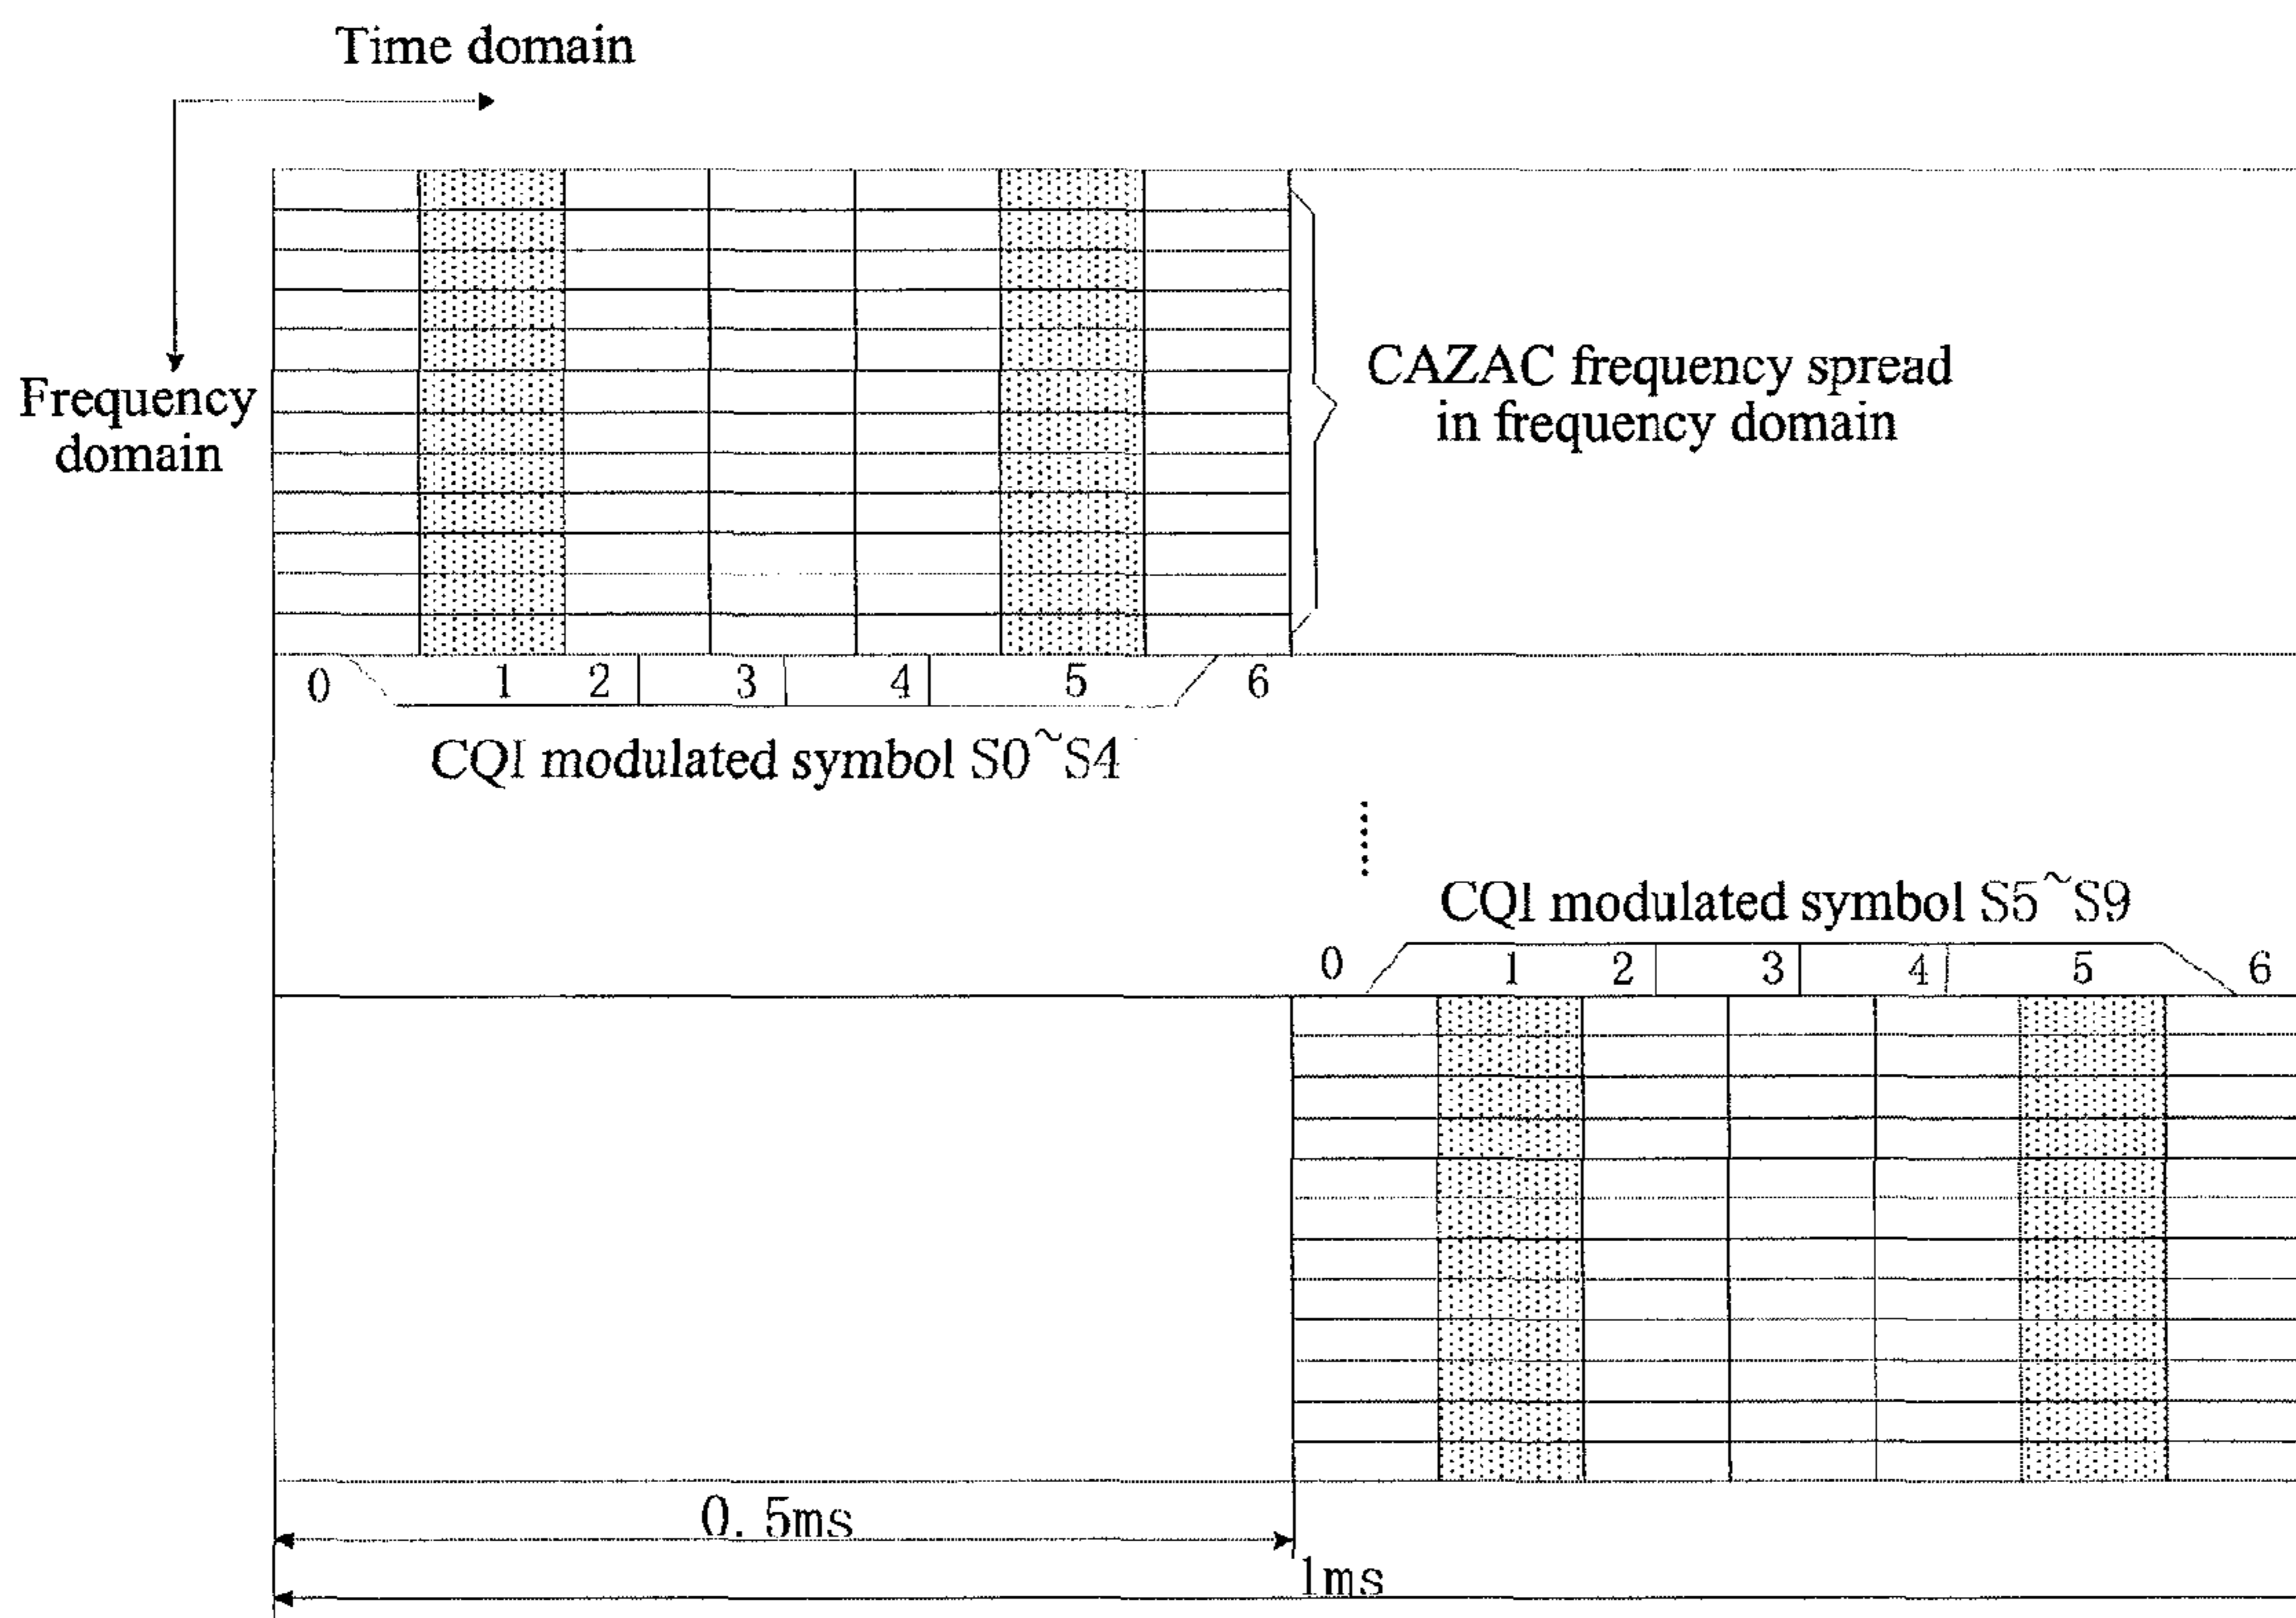 Time domain
Frequency
domain
CAZAC frequency spread
in frequency domain
0 1 2 3 4 5 6
CQI modulated symbol S0~S4
CQI modulated symbol S5~S9
0 1 2 3 4 5 6
0.5ms
1ms